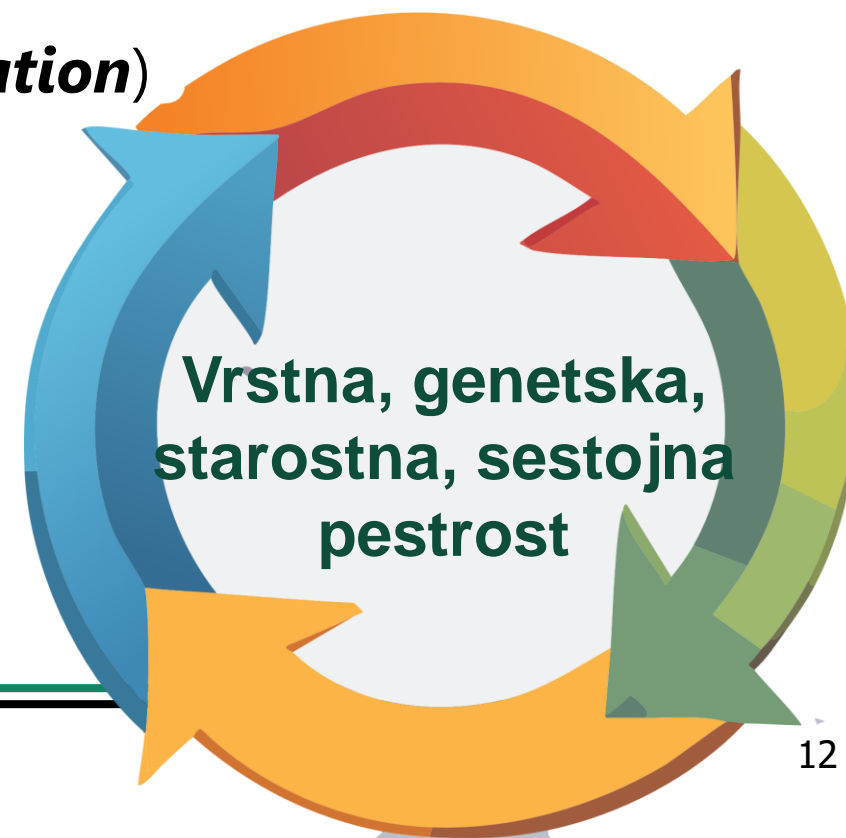 ation)
Vrstna, genetska,
starostna, sestojna
pestrost
12